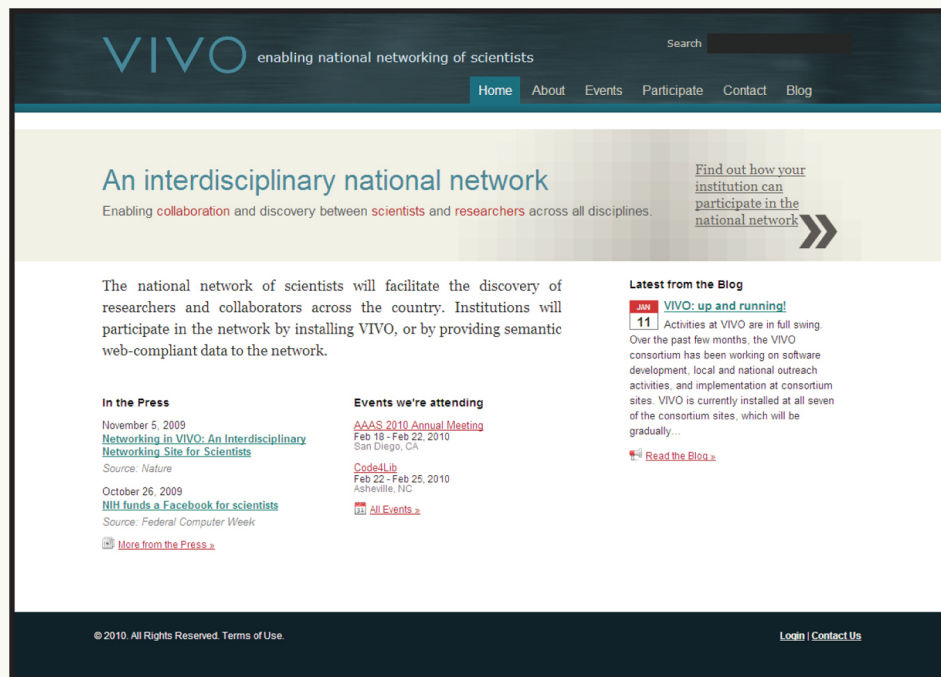 VIVO enabling national networking of scientists
Search
Home About Events Participate Contact Blog
An interdisciplinary national network
Enabling collaboration and discovery between scientists and researchers across all disciplines.
Find out how your
institution can
participate in the
national network
The national network of scientists will facilitate the discovery of
researchers and collaborators across the country. Institutions will
participate in the network by installing VIVO, or by providing semantic
web-compliant data to the network.
In the Press
November 5, 2009
Networking in VIVO: An Interdisciplinary
Networking Site for Scientists
Source: Nature
October 26, 2009
NIH funds a Facebook for scientists
Source: Federal Computer Week
More from the Press »
Events we're attending
AAAS 2010 Annual Meeting
Feb 18 - Feb 22, 2010
San Diego, CA
Code4Lib
Feb 22 - Feb 25, 2010
Asheville, NC
31 All Events »
Latest from the Blog
JAN
11
VIVO: up and running!
Activities at VIVO are in full swing.
Over the past few months, the VIVO
consortium has been working on software
development, local and national outreach
activities, and implementation at consortium
sites. VIVO is currently installed at all seven
of the consortium sites, which will be
gradually…
Read the Blog »
© 2010. All Rights Reserved. Terms of Use.
Login | Contact Us